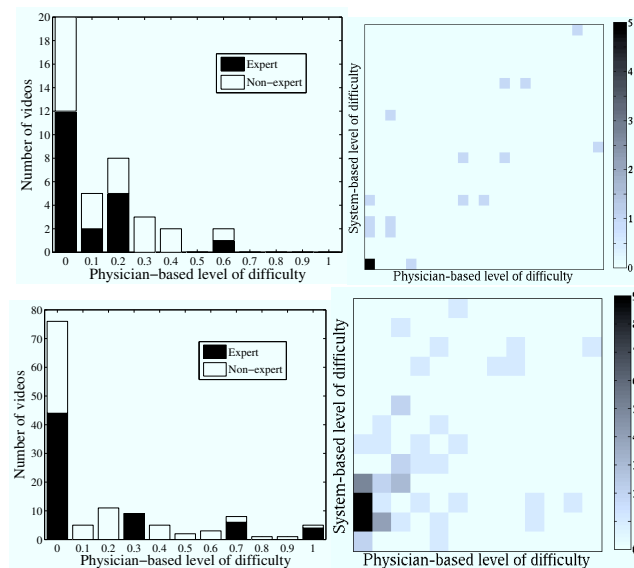 20
18
16
14
12
10
8
6
4
2
0
Number of videos
Expert
Non-expert
0 0.1 0.2 0.3 0.4 0.5 0.6 0.7 0.8 0.9 1
Physician-based level of difficulty
System-based level of difficulty
Physician-based level of difficulty
5
4
3
2
1
0
80
70
60
50
40
30
20
10
0
Number of videos
Expert
Non-expert
0 0.1 0.2 0.3 0.4 0.5 0.6 0.7 0.8 0.9 1
Physician-based level of difficulty
System-based level of difficulty
Physician-based level of difficulty